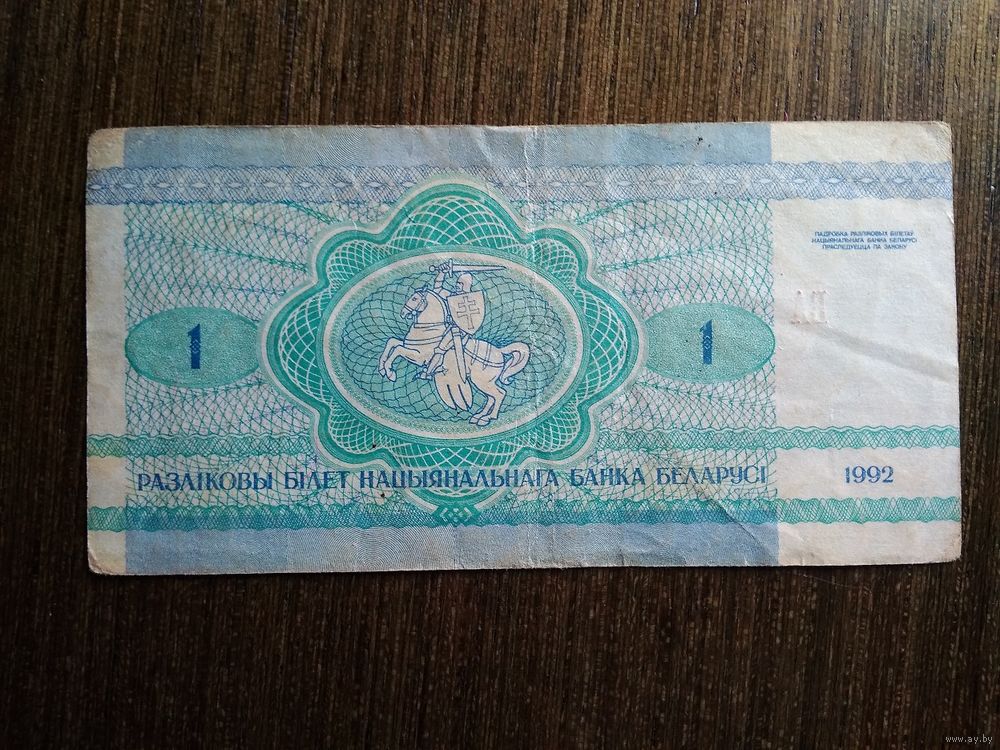 ПАДРОБКА РАЗЛІКОВЫХ БІЛЕТАЎ
НАЦЫЯНАЛЬНАГА БАНКА БЕЛАРУСІ
ПРАСЛЕДУЕЦЦА ПА ЗАКОНУ
1 1
РАЗЛІКОВЫ БІЛЕТ НАЦЫЯНАЛЬНАГА БАНКА БЕЛАРУСІ 1992
www.ay.by